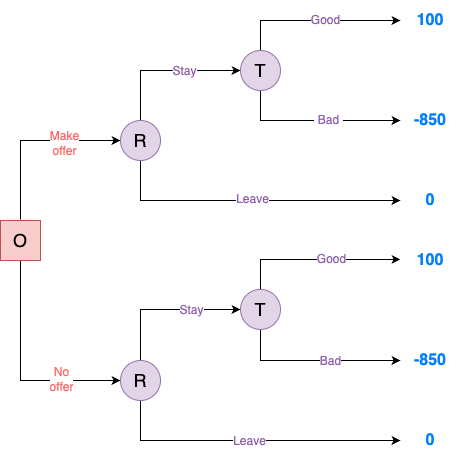 Good
100
Stay
T
Bad
-850
Make
offer
R
Leave
0
O
Good
100
Stay
T
Bad
-850
No
offer
R
Leave
0